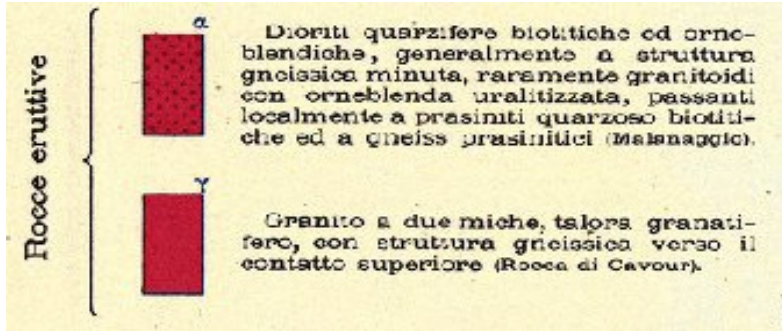 Rocce eruttive
α
Dioriti quarzifere biotitiche ed orne-
blendiche, generalmente a struttura
gneissica minuta, raramente granitoidi
con orneblenda uralitizzata, passanti
localmente a prasiniti quarzoso biotiti-
che ed a gneiss prasinitici (Malanaggio).
γ
Granito a due miche, talora granati-
fero, con struttura gneissica verso il
contatto superiore (Rocca di Cavour).